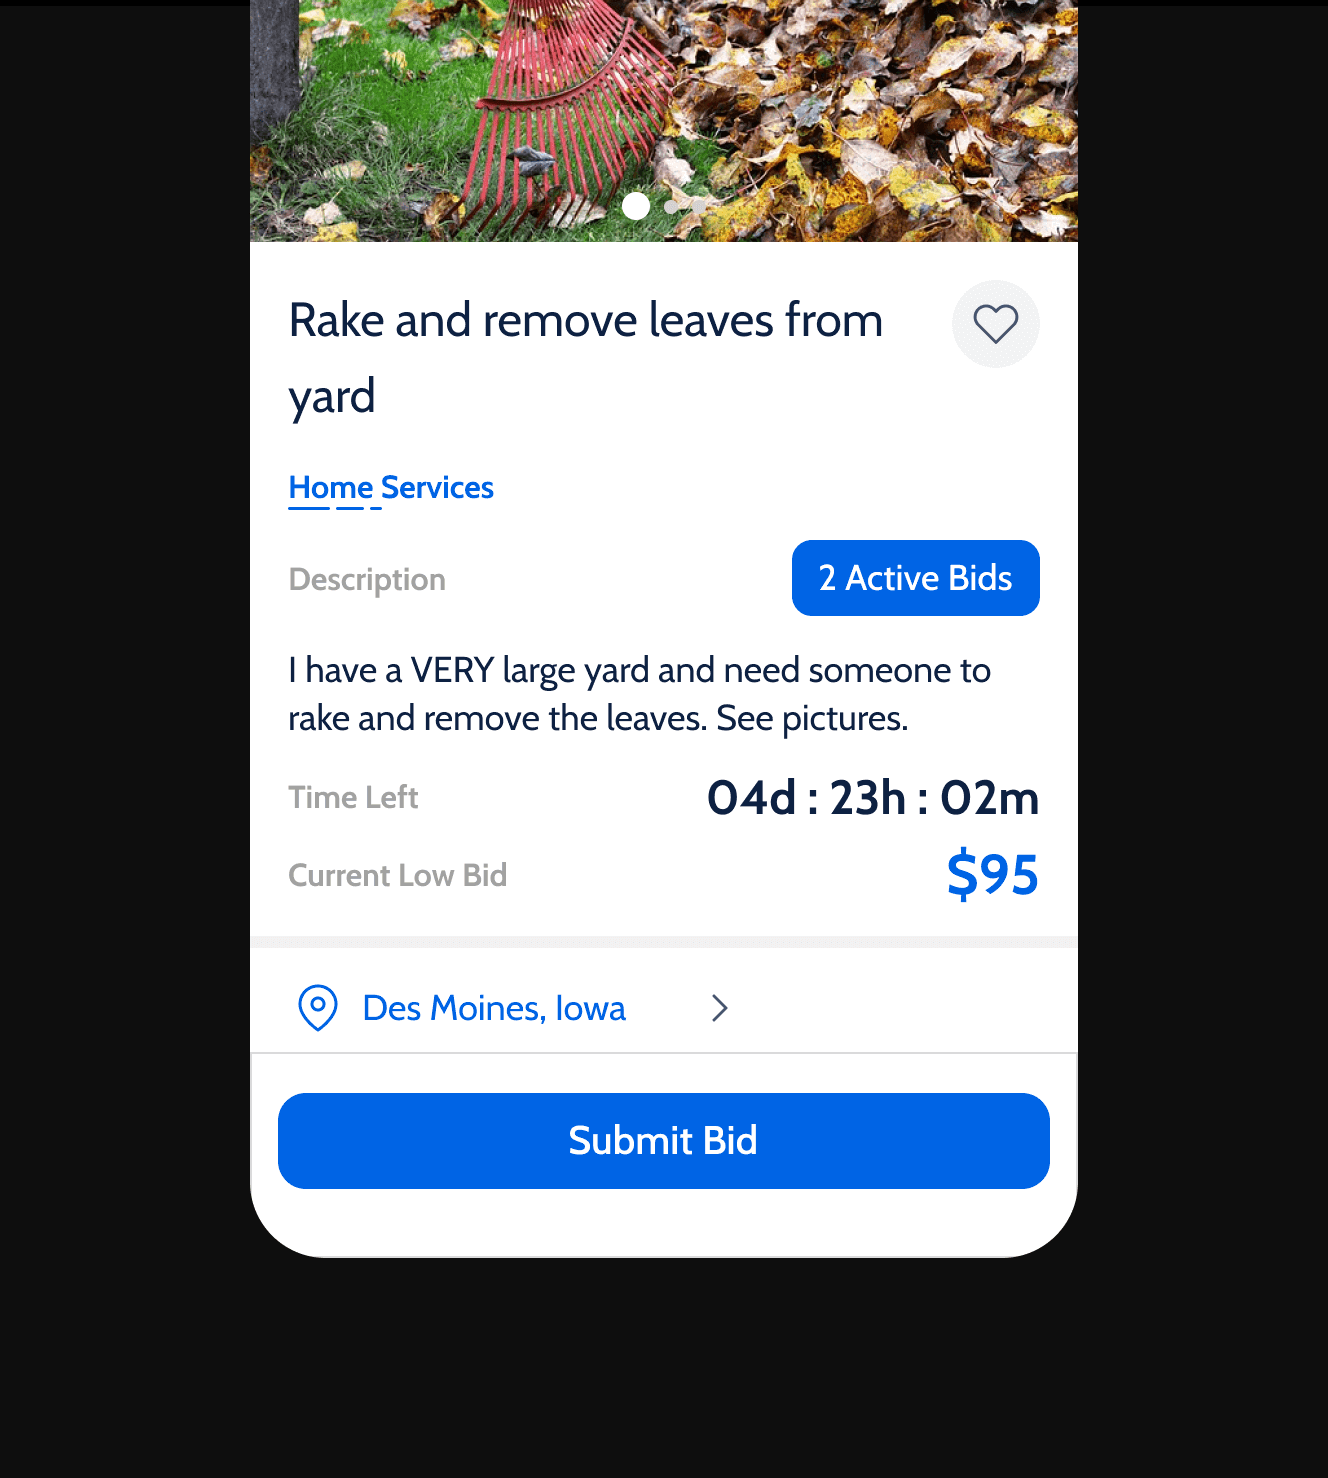 Rake and remove leaves from
yard
Home Services
Description
2 Active Bids
I have a VERY large yard and need someone to
rake and remove the leaves. See pictures.
Time Left
04d : 23h : 02m
Current Low Bid
$95
Des Moines, Iowa
Submit Bid